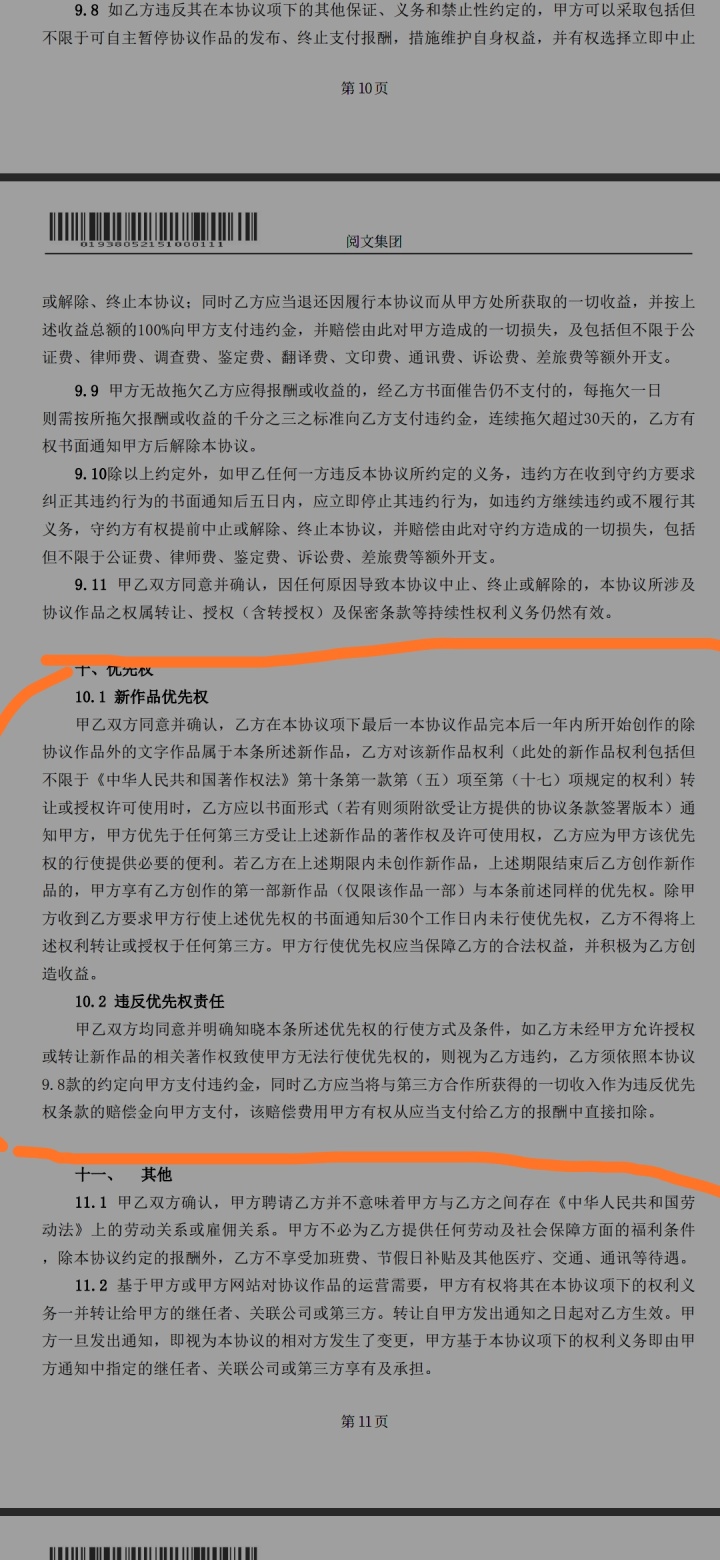 9.8 如乙方违反其在本协议项下的其他保证、义务和禁止性约定的，甲方可以采取包括但
不限于可自主暂停协议作品的发布、终止支付报酬，措施维护自身权益，并有权选择立即中止
第10页
01938052151000111
阅文集团
或解除、终止本协议；同时乙方应当退还因履行本协议而从甲方处所获取的一切收益，并按上
述收益总额的100%向甲方支付违约金，并赔偿由此对甲方造成的一切损失，及包括但不限于公
证费、律师费、调查费、鉴定费、翻译费、文印费、通讯费、诉讼费、差旅费等额外开支。
9.9 甲方无故拖欠乙方应得报酬或收益的，经乙方书面催告仍不支付的，每拖欠一日
则需按所拖欠报酬或收益的千分之三之标准向乙方支付违约金，连续拖欠超过30天的，乙方有
权书面通知甲方后解除本协议。
9.10除以上约定外，如甲乙任何一方违反本协议所约定的义务，违约方在收到守约方要求
纠正其违约行为的书面通知后五日内，应立即停止其违约行为，如违约方继续违约或不履行其
义务，守约方有权提前中止或解除、终止本协议，并赔偿由此对守约方造成的一切损失，包括
但不限于公证费、律师费、鉴定费、诉讼费、差旅费等额外开支。
9.11 甲乙双方同意并确认，因任何原因导致本协议中止、终止或解除的，本协议所涉及
协议作品之权属转让、授权（含转授权）及保密条款等持续性权利义务仍然有效。
十、优先权
10.1 新作品优先权
甲乙双方同意并确认，乙方在本协议项下最后一本协议作品完本后一年内所开始创作的除
协议作品外的文字作品属于本条所述新作品，乙方对该新作品权利（此处的新作品权利包括但
不限于《中华人民共和国著作权法》第十条第一款第（五）项至第（十七）项规定的权利）转
让或授权许可使用时，乙方应以书面形式（若有则须附欲受让方提供的协议条款签署版本）通
知甲方，甲方优先于任何第三方受让上述新作品的著作权及许可使用权，乙方应为甲方该优先
权的行使提供必要的便利。若乙方在上述期限内未创作新作品，上述期限结束后乙方创作新作
品的，甲方享有乙方创作的第一部新作品（仅限该作品一部）与本条前述同样的优先权。除甲
方收到乙方要求甲方行使上述优先权的书面通知后30个工作日内未行使优先权，乙方不得将上
述权利转让或授权于任何第三方。甲方行使优先权应当保障乙方的合法权益，并积极为乙方创
造收益。
10.2 违反优先权责任
甲乙双方均同意并明确知晓本条所述优先权的行使方式及条件，如乙方未经甲方允许授权
或转让新作品的相关著作权致使甲方无法行使优先权的，则视为乙方违约，乙方须依照本协议
9.8款的约定向甲方支付违约金，同时乙方应当将与第三方合作所获得的一切收入作为违反优先
权条款的赔偿金向甲方支付，该赔偿费用甲方有权从应当支付给乙方的报酬中直接扣除。
十一、 其他
11.1 甲乙双方确认，甲方聘请乙方并不意味着甲方与乙方之间存在《中华人民共和国劳
动法》上的劳动关系或雇佣关系。甲方不必为乙方提供任何劳动及社会保障方面的福利条件
，除本协议约定的报酬外，乙方不享受加班费、节假日补贴及其他医疗、交通、通讯等待遇。
11.2 基于甲方或甲方网站对协议作品的运营需要，甲方有权将其在本协议项下的权利义
务一并转让给甲方的继任者、关联公司或第三方。转让自甲方发出通知之日起对乙方生效。甲
方一旦发出通知，即视为本协议的相对方发生了变更，甲方基于本协议项下的权利义务即由甲
方通知中指定的继任者、关联公司或第三方享有及承担。
第11页